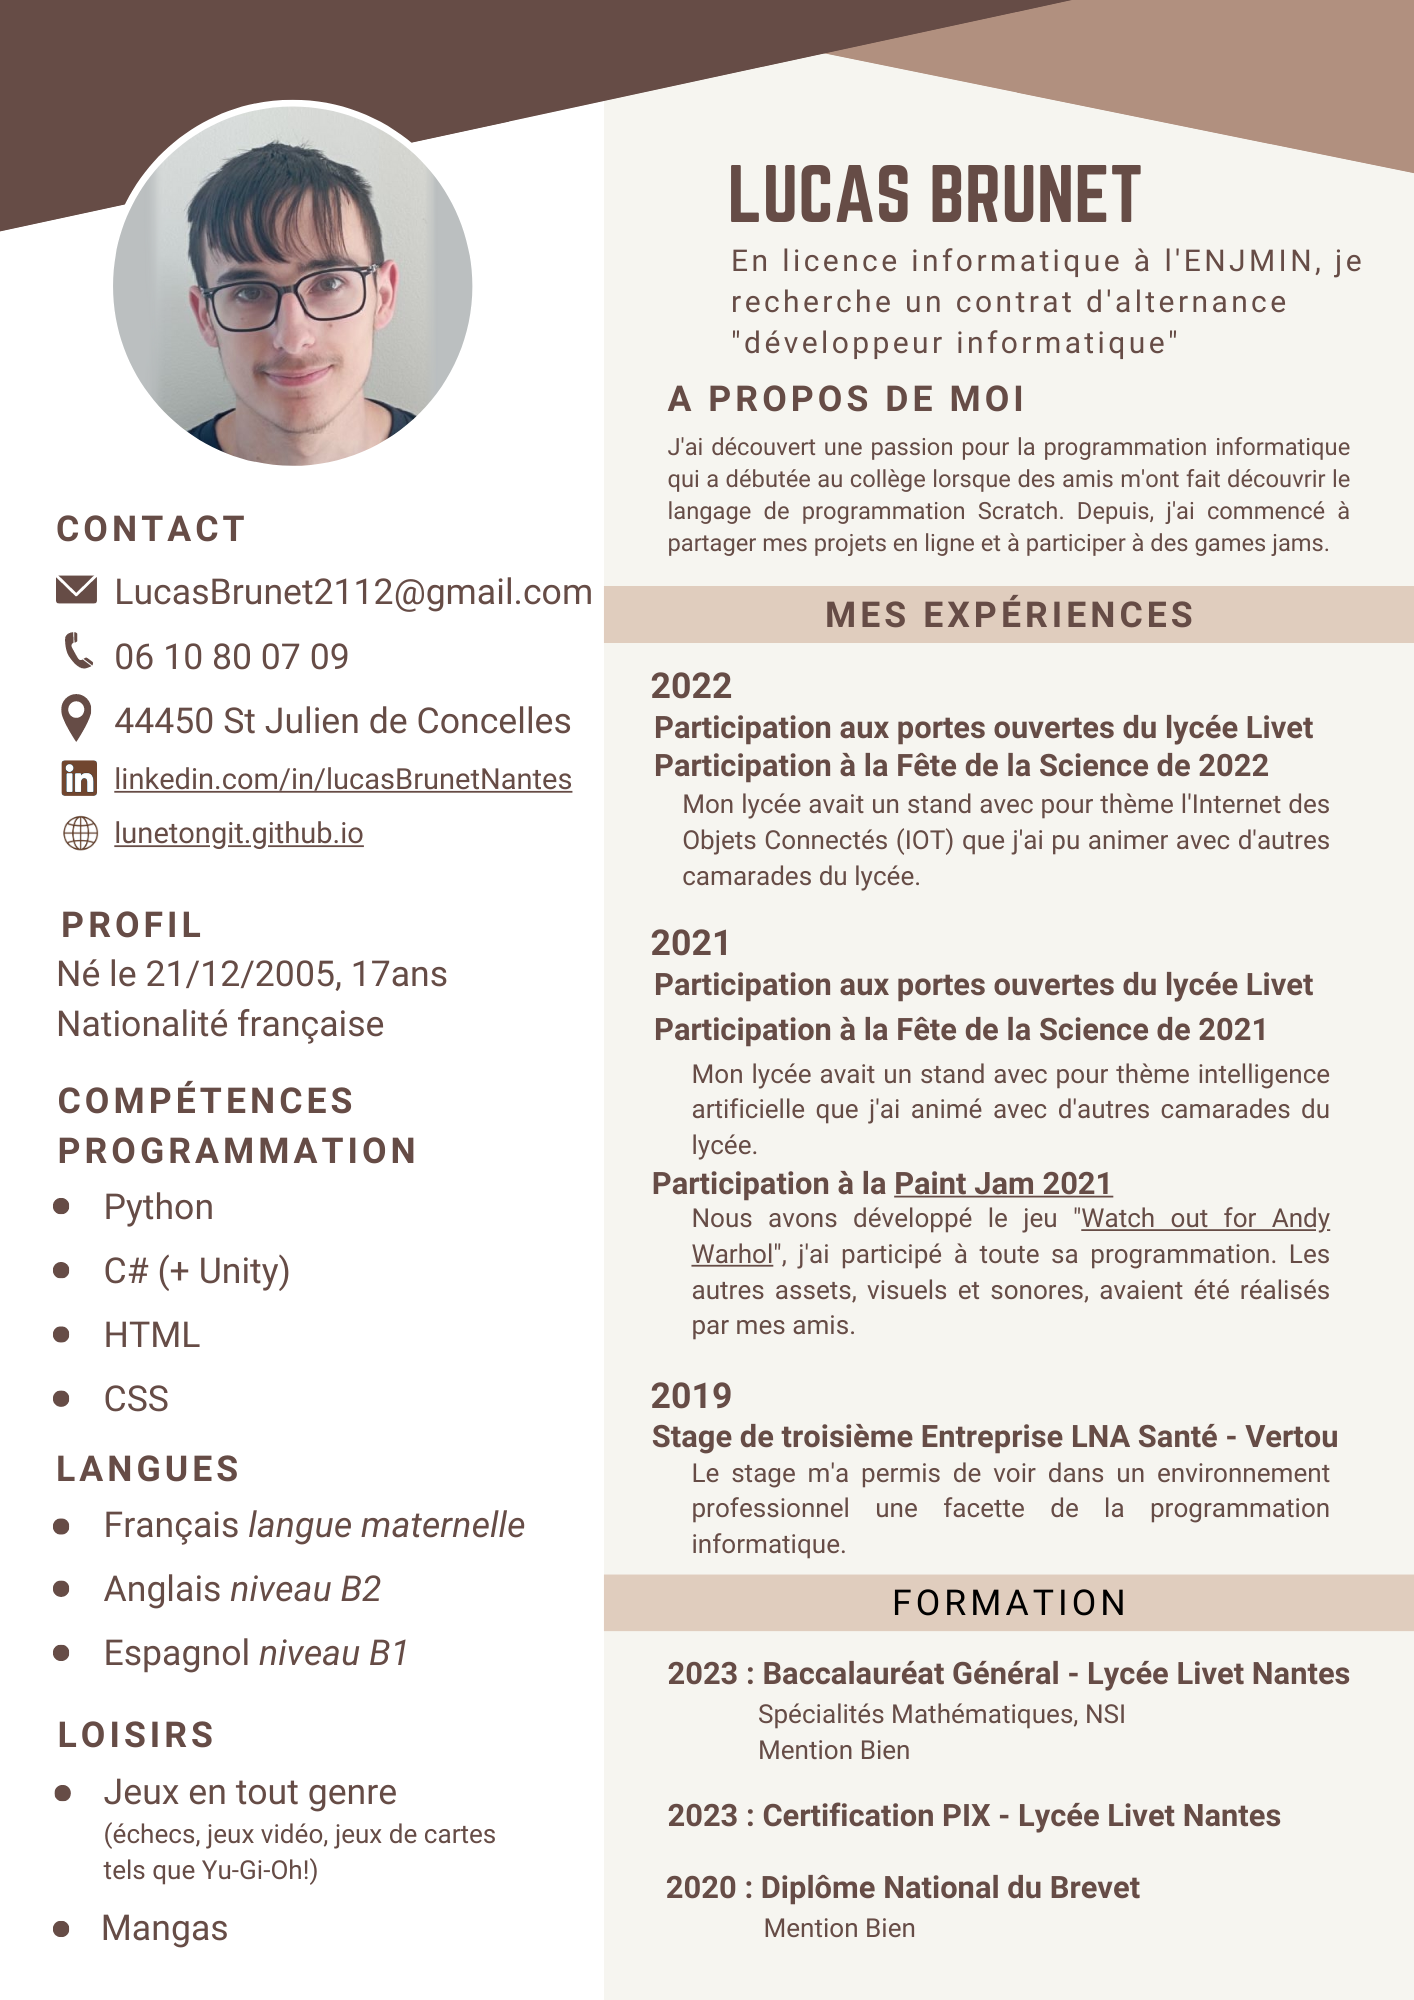 LUCAS BRUNET
En licence informatique à l'ENJMIN, je
recherche un contrat d'alternance
"développeur informatique"
A PROPOS DE MOI
J'ai découvert une passion pour la programmation informatique
qui a débutée au collège lorsque des amis m'ont fait découvrir le
langage de programmation Scratch. Depuis, j'ai commencé à
partager mes projets en ligne et à participer à des games jams.
CONTACT
LucasBrunet2112@gmail.com
06 10 80 07 09
44450 St Julien de Concelles
linkedin.com/in/lucasBrunetNantes
lunetongit.github.io
PROFIL
Né le 21/12/2005, 17ans
Nationalité française
COMPÉTENCES
PROGRAMMATION
Python
C# (+ Unity)
HTML
CSS
LANGUES
Français langue maternelle
Anglais niveau B2
Espagnol niveau B1
LOISIRS
Jeux en tout genre
(échecs, jeux vidéo, jeux de cartes
tels que Yu-Gi-Oh!)
Mangas
MES EXPÉRIENCES
2022
Participation aux portes ouvertes du lycée Livet
Participation à la Fête de la Science de 2022
Mon lycée avait un stand avec pour thème l'Internet des
Objets Connectés (IOT) que j'ai pu animer avec d'autres
camarades du lycée.
2021
Participation aux portes ouvertes du lycée Livet
Participation à la Fête de la Science de 2021
Mon lycée avait un stand avec pour thème intelligence
artificielle que j'ai animé avec d'autres camarades du
lycée.
Participation à la Paint Jam 2021
Nous avons développé le jeu "Watch out for Andy
Warhol", j'ai participé à toute sa programmation. Les
autres assets, visuels et sonores, avaient été réalisés
par mes amis.
2019
Stage de troisième Entreprise LNA Santé - Vertou
Le stage m'a permis de voir dans un environnement
professionnel une facette de la programmation
informatique.
FORMATION
2023 : Baccalauréat Général - Lycée Livet Nantes
Spécialités Mathématiques, NSI
Mention Bien
2023 : Certification PIX - Lycée Livet Nantes
2020 : Diplôme National du Brevet
Mention Bien